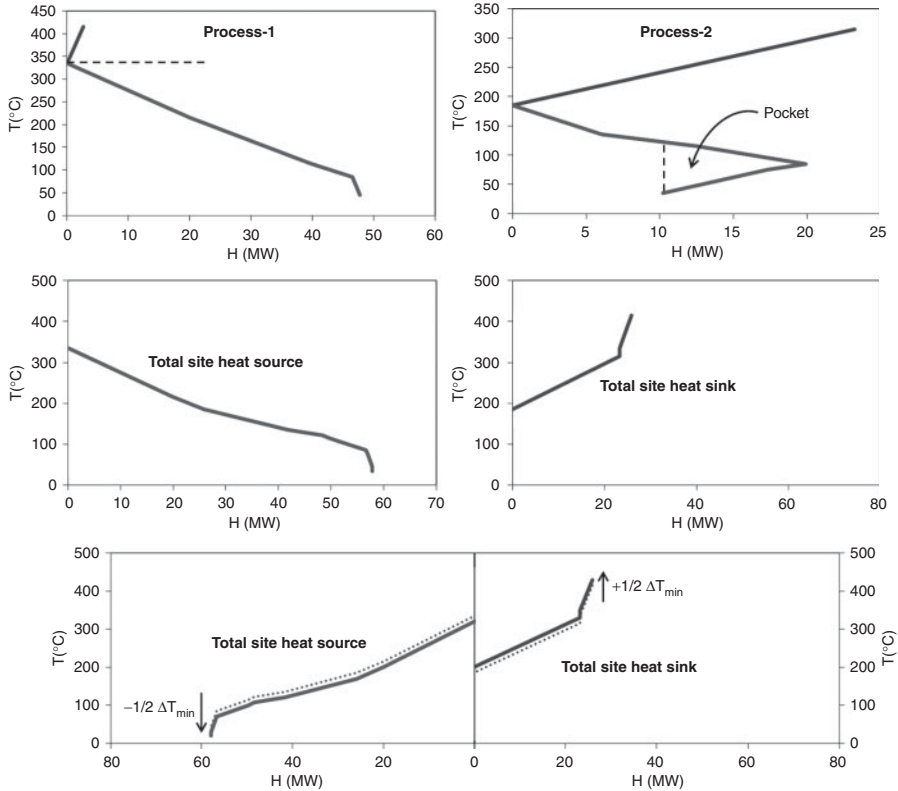 Process-1
T(°C)
450
400
350
300
250
200
150
100
50
0
0 10 20 30 40 50 60
H (MW)
Process-2
T(°C)
350
300
250
200
150
100
50
0
Pocket
0 5 10 15 20 25
H (MW)
Total site heat source
T(°C)
500
400
300
200
100
0
0 10 20 30 40 50 60 70
H (MW)
Total site heat sink
T(°C)
500
400
300
200
100
0
0 20 40 60 80
H (MW)
T(°C)
500
400
300
200
100
0
Total site heat source
−1/2 ΔTmin
80 60 40 20
H (MW)
+1/2 ΔTmin
Total site heat sink
0 20 40 60 80
H (MW)
500
400
300
200
100
0
T(°C)